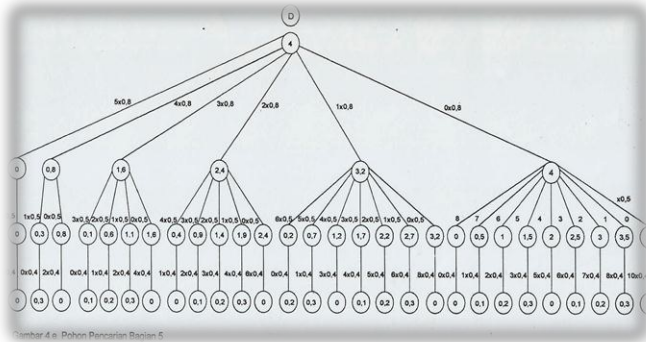 D
4
5x0,8 4x0,8 3x0,8 2x0,8 1x0,8 0x0,8
0 0,8 1,6 2,4 3,2 4
x0,5
1x0,5 0x0,5 3x0,5 2x0,5 1x0,5 0x0,5 4x0,5 3x0,5 2x0,5 1x0,5 0x0,5 6x0,5 5x0,5 4x0,5 3x0,5 2x0,5 1x0,5 0x0,5 8 7 6 5 4 3 2 1 0
0 0,3 0,8 0,1 0,6 1.1 1,6 0,4 0,9 1,4 1,9 2,4 0,2 0,7 1,2 1,7 2,2 2,7 3,2 0 0,5 1 1,5 2 2,5 3 3,5
0x0,4 2x0,4 0x0,4 1x0,4 2x0,4 4x0,4 1x0,4 2x0,4 3x0,4 4x0,4 6x0,4 0x0,4 1x0,4 3x0,4 4x0,4 5x0,4 6x0,4 8x0,4 0x0,4 1x0,4 2x0,4 3x0,4 5x0,4 6x0,4 7x0,4 8x0,4 10x0,4
0 0,3 0 0,1 0,2 0,3 0 0 0,1 0,2 0,3 0 0,2 0,3 0 0,1 0,2 0,3 0 0 0,1 0,2 0,3 0 0,1 0,2 0,3
Gambar 4.e. Pohon Pencarian Bagian 5